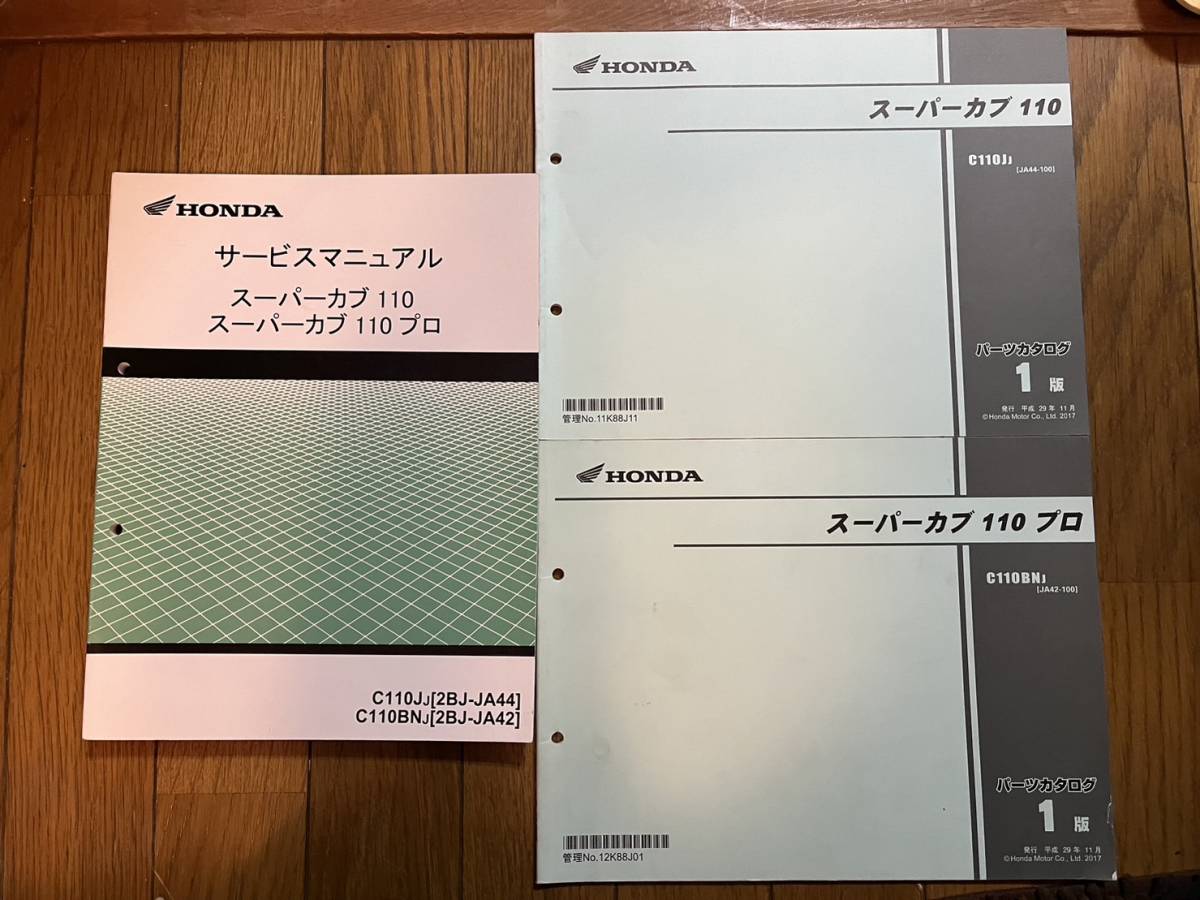 HONDA
サービスマニュアル
スーパーカブ 110
スーパーカブ 110 プロ
C110JJ[2BJ-JA44]
C110BNJ[2BJ-JA42]
HONDA
スーパーカブ 110
C110JJ
[JA44-100]
パーツカタログ
1 版
発行 平成 29 年 11 月
©Honda Motor Co., Ltd. 2017
管理No.11K88J11
HONDA
スーパーカブ 110 プロ
C110BNJ
[JA42-100]
パーツカタログ
1 版
発行 平成 29 年 11 月
©Honda Motor Co., Ltd. 2017
管理No.12K88J01